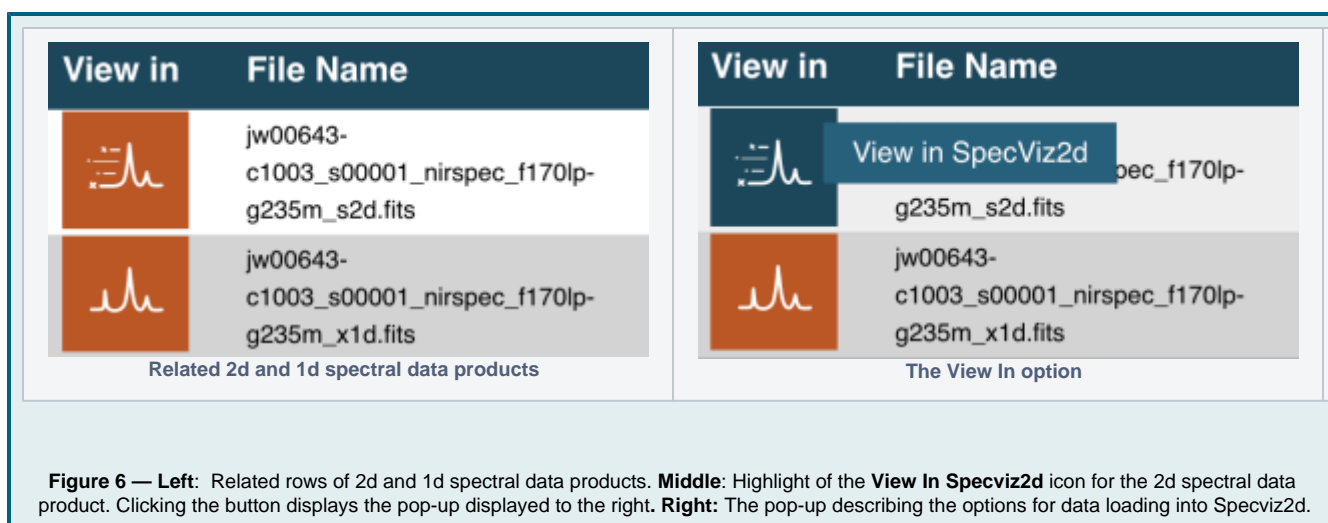 View in File Name
jw00643-
c1003_s00001_nirspec_f170lp-
g235m_s2d.fits
jw00643-
c1003_s00001_nirspec_f170lp-
g235m_x1d.fits
Related 2d and 1d spectral data products
View in File Name
View in SpecViz2d
pec_f170lp-
g235m_s2d.fits
jw00643-
c1003_s00001_nirspec_f170lp-
g235m_x1d.fits
The View In option
Figure 6 — Left: Related rows of 2d and 1d spectral data products. Middle: Highlight of the View In Specviz2d icon for the 2d spectral data
product. Clicking the button displays the pop-up displayed to the right. Right: The pop-up describing the options for data loading into Specviz2d.